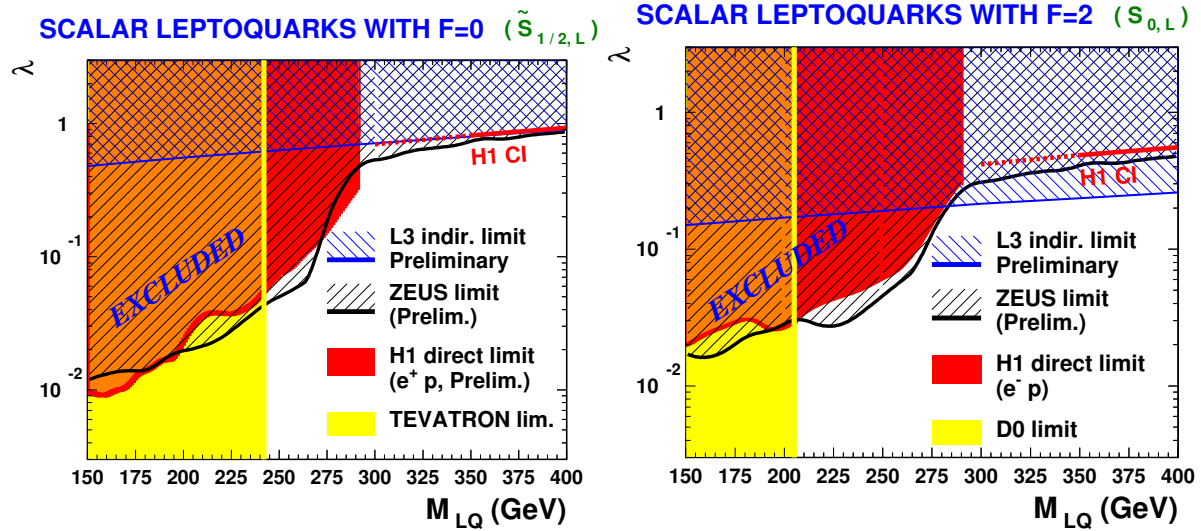 SCALAR LEPTOQUARKS WITH F=0 ( S̃ 1/2, L )
λ
1
10 -1
10 -2
EXCLUDED
H1 CI
L3 indir. limit
Preliminary
ZEUS limit
(Prelim.)
H1 direct limit
(e+ p, Prelim.)
TEVATRON lim.
150 175 200 225 250 275 300 325 350 375 400
M LQ (GeV)
SCALAR LEPTOQUARKS WITH F=2 ( S 0, L )
λ
1
10 -1
10 -2
EXCLUDED
H1 CI
L3 indir. limit
Preliminary
ZEUS limit
(Prelim.)
H1 direct limit
(e- p)
D0 limit
150 175 200 225 250 275 300 325 350 375 400
M LQ (GeV)